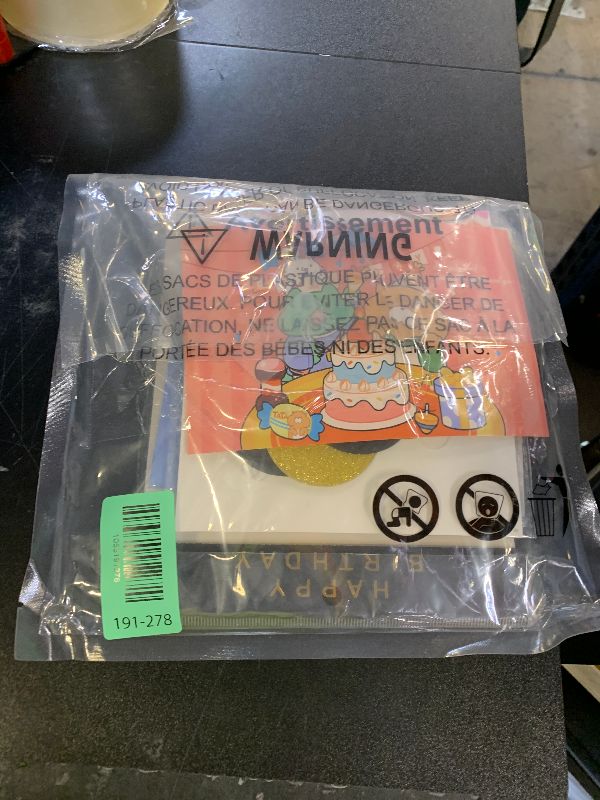 Avertissement
WARNING
SACS DE PLASTIQUE PEUVENT ÊTRE
DANGEREUX. POUR ÉVITER LE DANGER DE
SUFFOCATION, NE LAISSEZ PAS CE SAC À LA
PORTÉE DES BÉBÉS NI DES ENFANTS.
HAPPY
BIRTHDAY
191-278